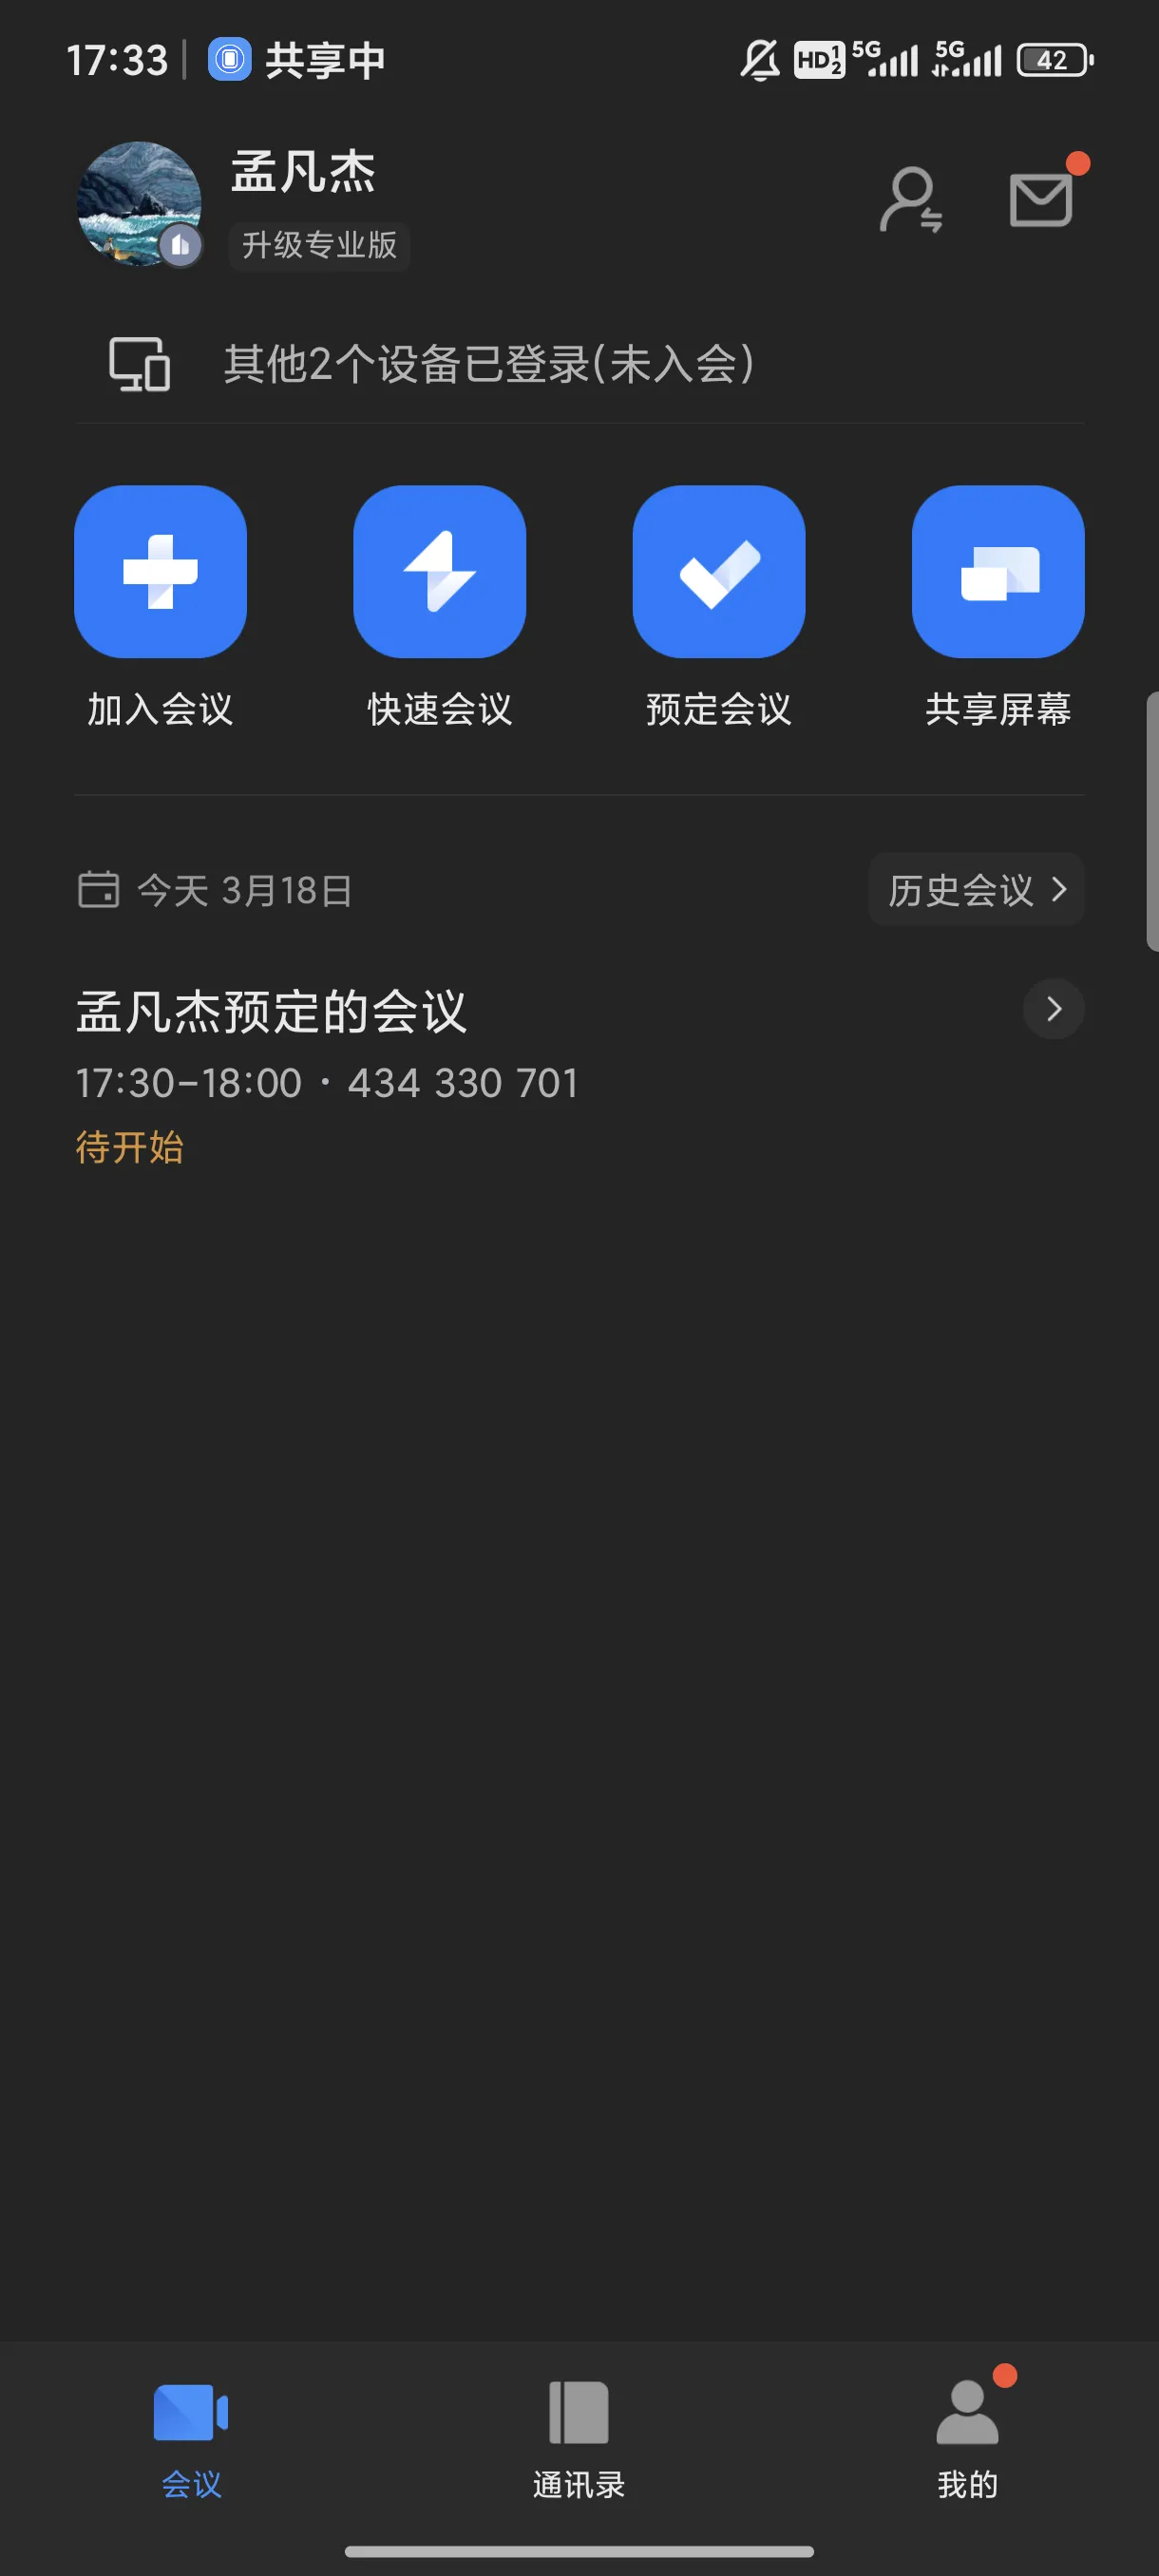 17:33 共享中 HD 1 2 5G 5G 42
孟凡杰
升级专业版
其他2个设备已登录(未入会)
加入会议 快速会议 预定会议 共享屏幕
今天 3月18日 历史会议
孟凡杰预定的会议
17:30-18:00 · 434 330 701
待开始
会议 通讯录 我的